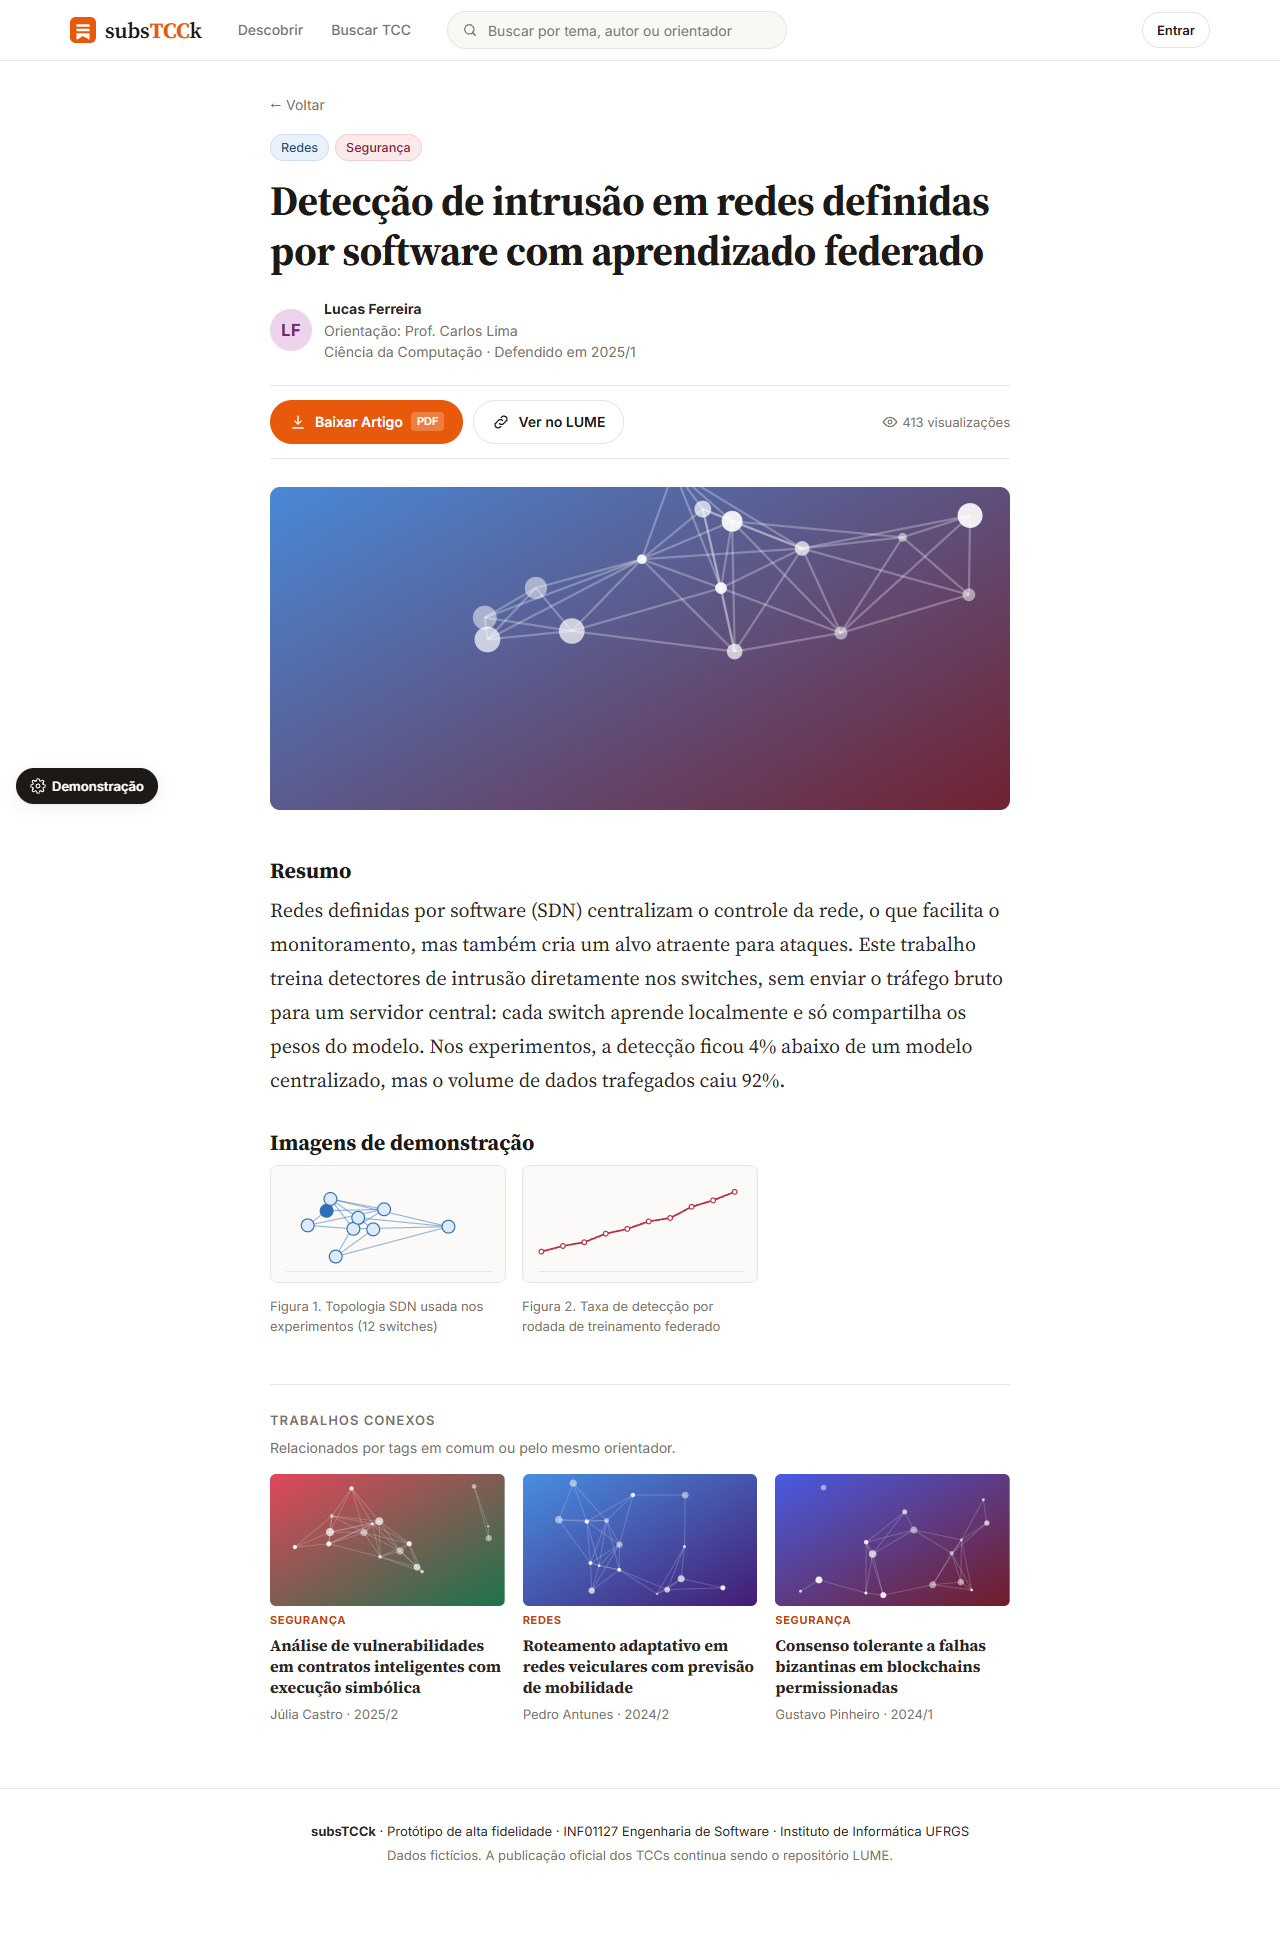 subsTCCk
Descobrir
Buscar TCC
Buscar por tema, autor ou orientador
Entrar
← Voltar
Redes
Segurança
Detecção de intrusão em redes definidas
por software com aprendizado federado
LF
Lucas Ferreira
Orientação: Prof. Carlos Lima
Ciência da Computação · Defendido em 2025/1
Baixar Artigo PDF
Ver no LUME
413 visualizações
Demonstração
Resumo
Redes definidas por software (SDN) centralizam o controle da rede, o que facilita o
monitoramento, mas também cria um alvo atraente para ataques. Este trabalho
treina detectores de intrusão diretamente nos switches, sem enviar o tráfego bruto
para um servidor central: cada switch aprende localmente e só compartilha os
pesos do modelo. Nos experimentos, a detecção ficou 4% abaixo de um modelo
centralizado, mas o volume de dados trafegados caiu 92%.
Imagens de demonstração
Figura 1. Topologia SDN usada nos
experimentos (12 switches)
Figura 2. Taxa de detecção por
rodada de treinamento federado
TRABALHOS CONEXOS
Relacionados por tags em comum ou pelo mesmo orientador.
SEGURANÇA
Análise de vulnerabilidades
em contratos inteligentes com
execução simbólica
Júlia Castro · 2025/2
REDES
Roteamento adaptativo em
redes veiculares com previsão
de mobilidade
Pedro Antunes · 2024/2
SEGURANÇA
Consenso tolerante a falhas
bizantinas em blockchains
permissionadas
Gustavo Pinheiro · 2024/1
subsTCCk · Protótipo de alta fidelidade · INF01127 Engenharia de Software · Instituto de Informática UFRGS
Dados fictícios. A publicação oficial dos TCCs continua sendo o repositório LUME.